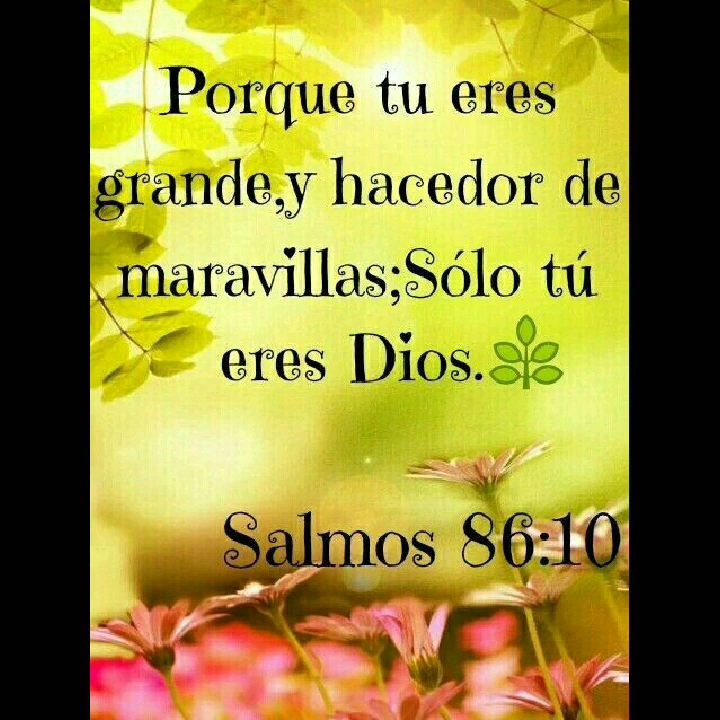 Porque tu eres
grande,y hacedor de
maravillas;Sólo tú
eres Dios.
Salmos 86:10